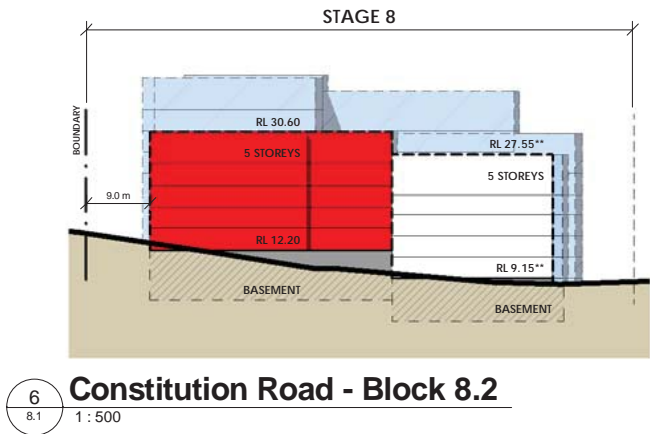 STAGE 8
BOUNDARY
RL 30.60
RL 27.55**
5 STOREYS
5 STOREYS
9.0 m
RL 12.20
RL 9.15**
BASEMENT
BASEMENT
6
8.1
Constitution Road - Block 8.2
1 : 500